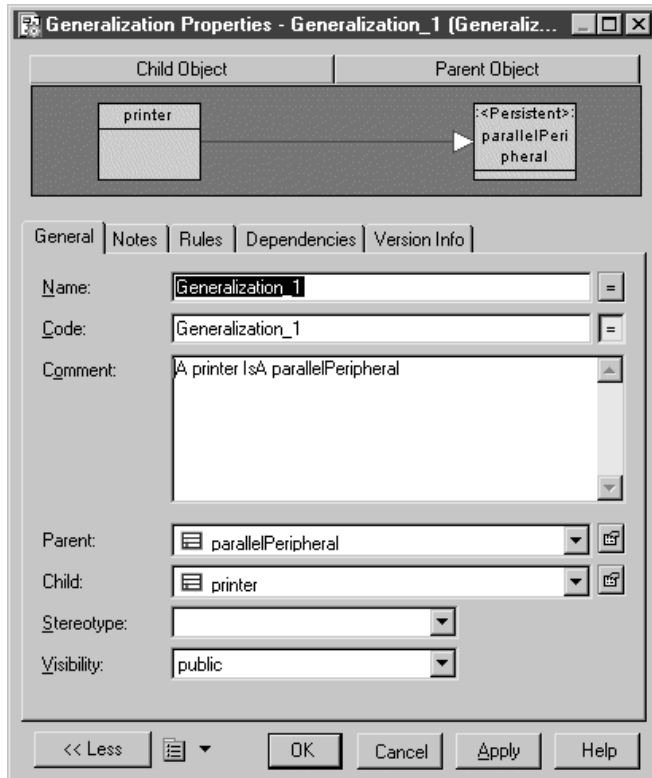 Generalization Properties - Generalization_1 (Generaliz...
Child Object
Parent Object
printer
:<Persistent>:
parallelPeri
pheral
General
Notes
Rules
Dependencies
Version Info
Name:
Generalization_1
=
Code:
Generalization_1
=
Comment:
A printer IsA parallelPeripheral
Parent:
parallelPeripheral
Child:
printer
Stereotype:
Visibility:
public
<< Less
OK
Cancel
Apply
Help